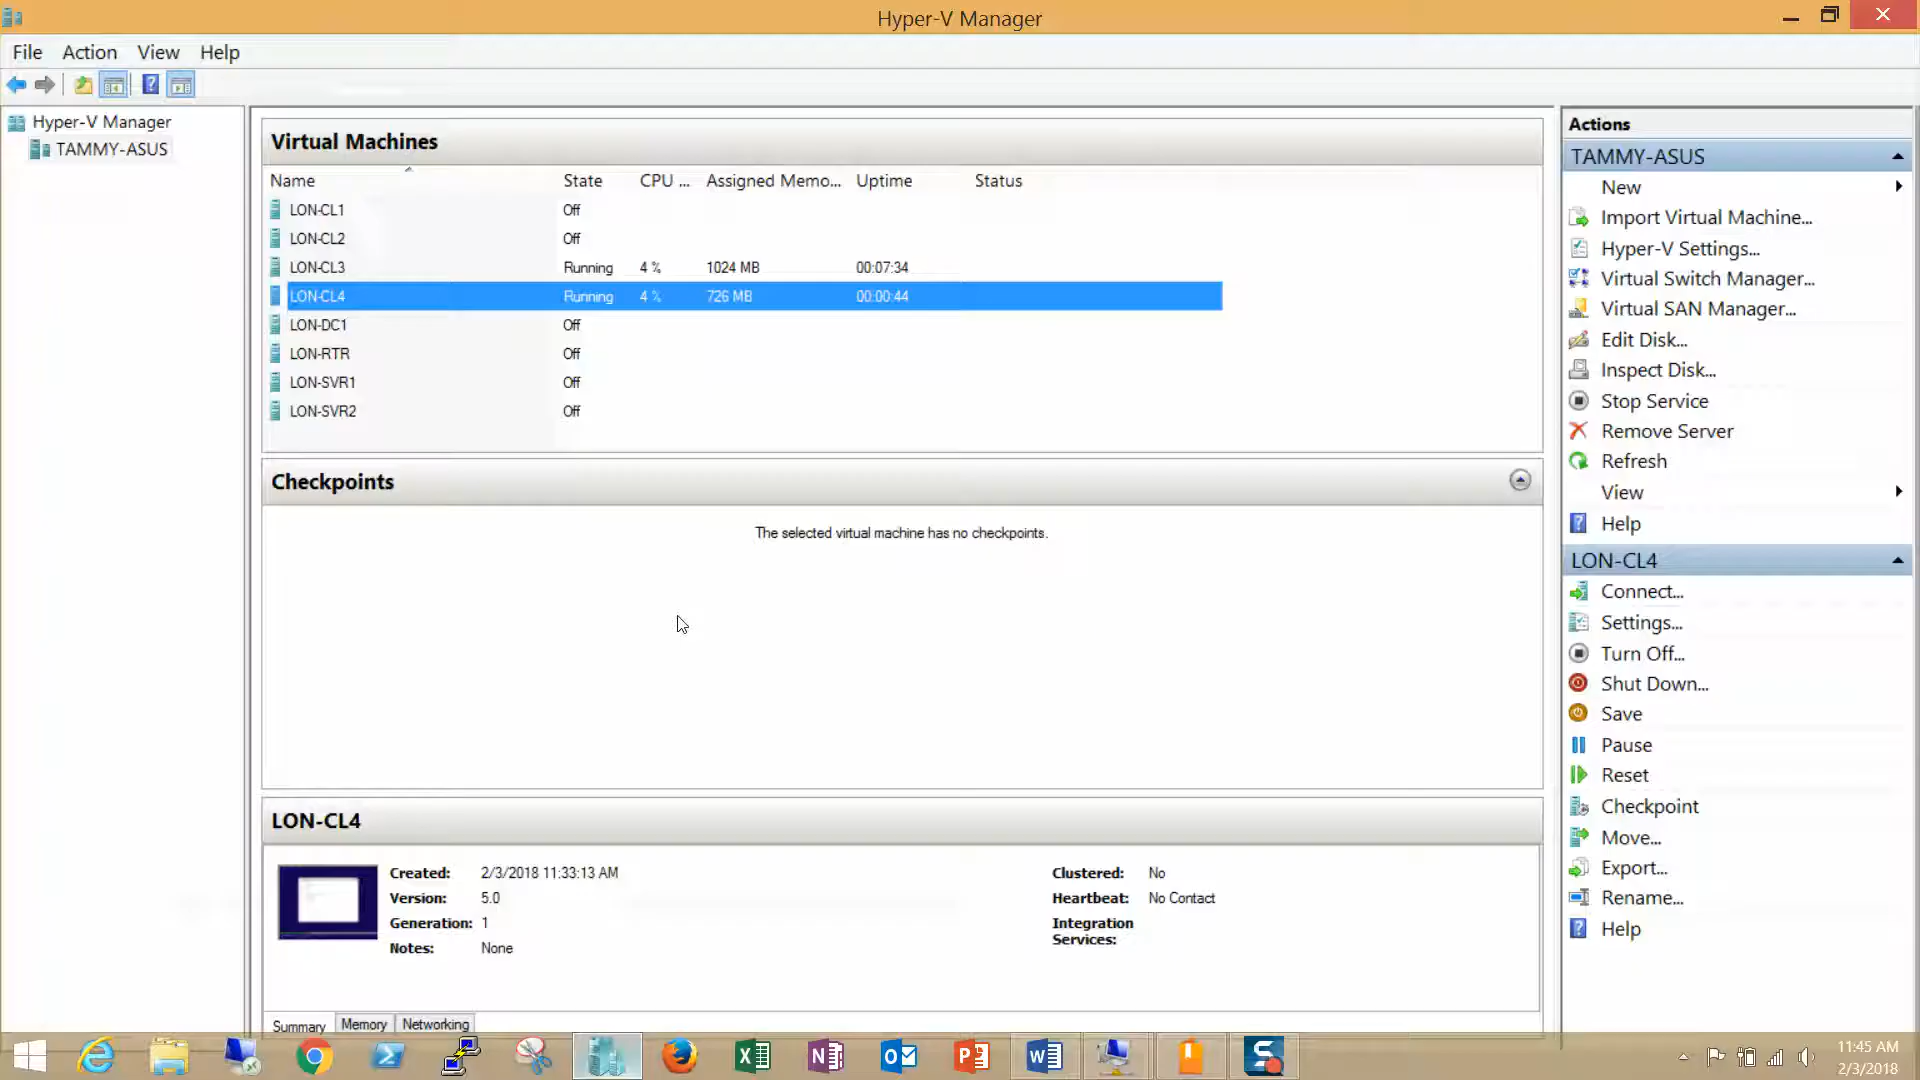 Hyper-V Manager
File Action View Help
Hyper-V Manager
TAMMY-ASUS
Virtual Machines
Name State CPU ... Assigned Memo... Uptime Status
LON-CL1 Off
LON-CL2 Off
LON-CL3 Running 4 % 1024 MB 00:07:34
LON-CL4 Running 4 % 726 MB 00:00:44
LON-DC1 Off
LON-RTR Off
LON-SVR1 Off
LON-SVR2 Off
Checkpoints
The selected virtual machine has no checkpoints.
LON-CL4
Created: 2/3/2018 11:33:13 AM
Version: 5.0
Generation: 1
Notes: None
Clustered: No
Heartbeat: No Contact
Integration
Services:
Summary Memory Networking
Actions
TAMMY-ASUS
New
Import Virtual Machine...
Hyper-V Settings...
Virtual Switch Manager...
Virtual SAN Manager...
Edit Disk...
Inspect Disk...
Stop Service
Remove Server
Refresh
View
Help
LON-CL4
Connect...
Settings...
Turn Off...
Shut Down...
Save
Pause
Reset
Checkpoint
Move...
Export...
Rename...
Help
11:45 AM
2/3/2018